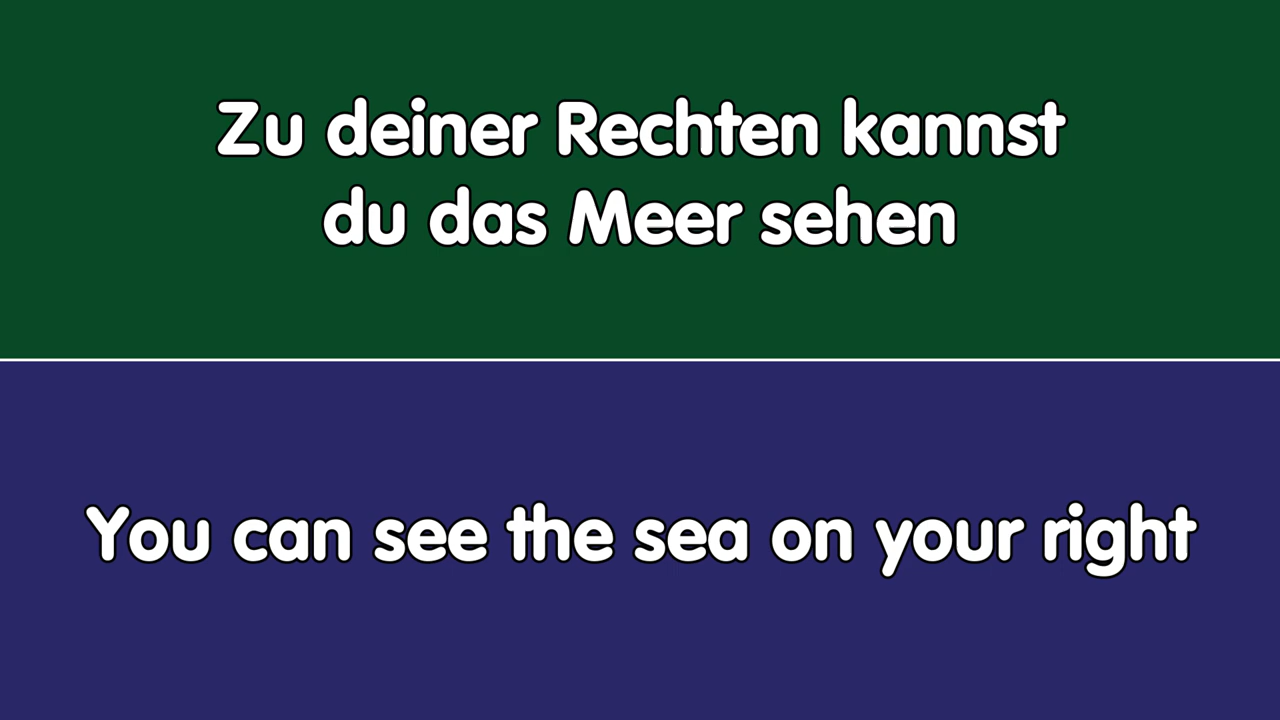 Zu deiner Rechten kannst
du das Meer sehen
You can see the sea on your right